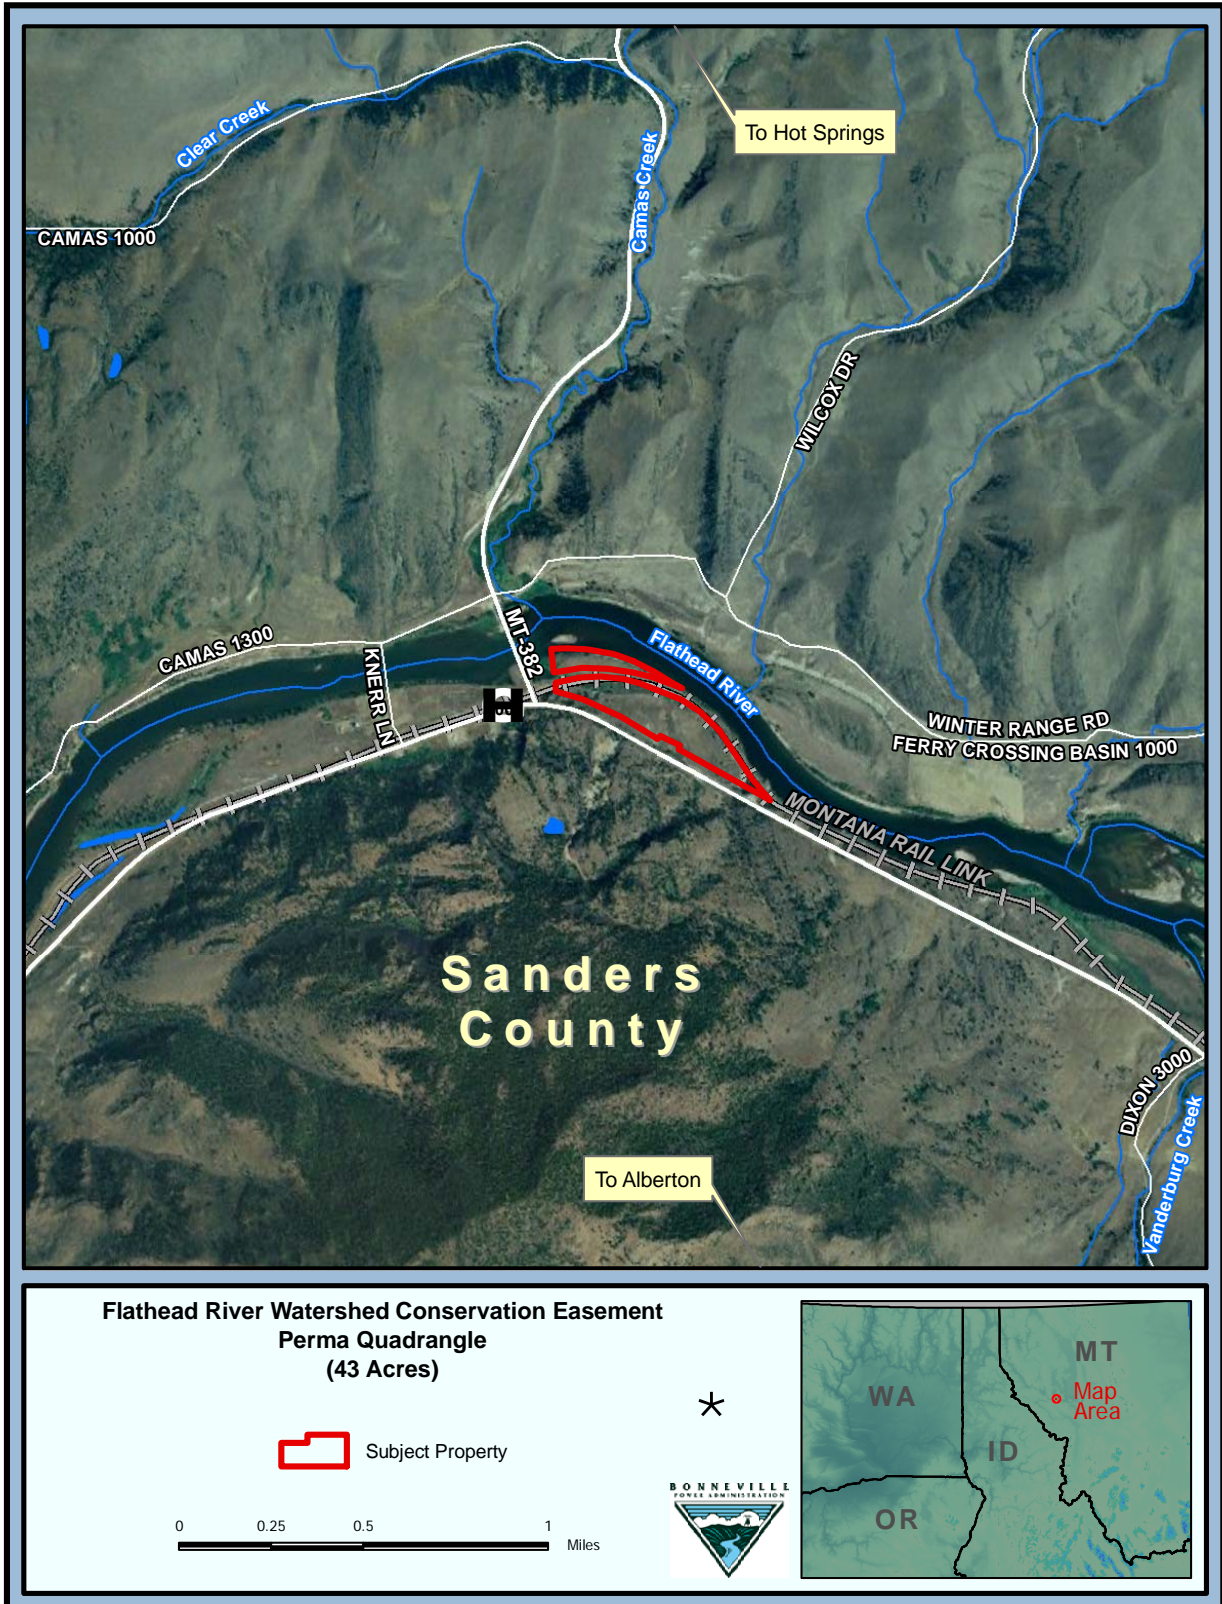 To Hot Springs
Clear Creek
Camas Creek
CAMAS 1000
WILCOX DR
CAMAS 1300
KNERR LN
MT-382
Flathead River
WINTER RANGE RD
FERRY CROSSING BASIN 1000
MONTANA RAIL LINK
Sanders
County
DIXON 3000
Vanderburg Creek
To Alberton
Flathead River Watershed Conservation Easement
Perma Quadrangle
(43 Acres)
Subject Property
0 0.25 0.5 1
Miles
BONNEVILLE
POWER ADMINISTRATION
WA
MT
Map
Area
ID
OR